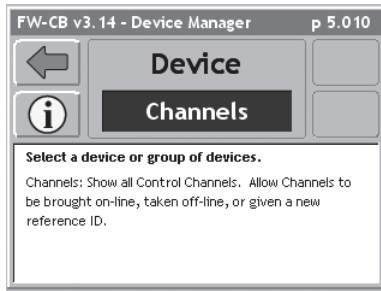 FW-CB v3.14 - Device Manager p 5.010
Device
Channels
Select a device or group of devices.
Channels: Show all Control Channels. Allow Channels to
be brought on-line, taken off-line, or given a new
reference ID.